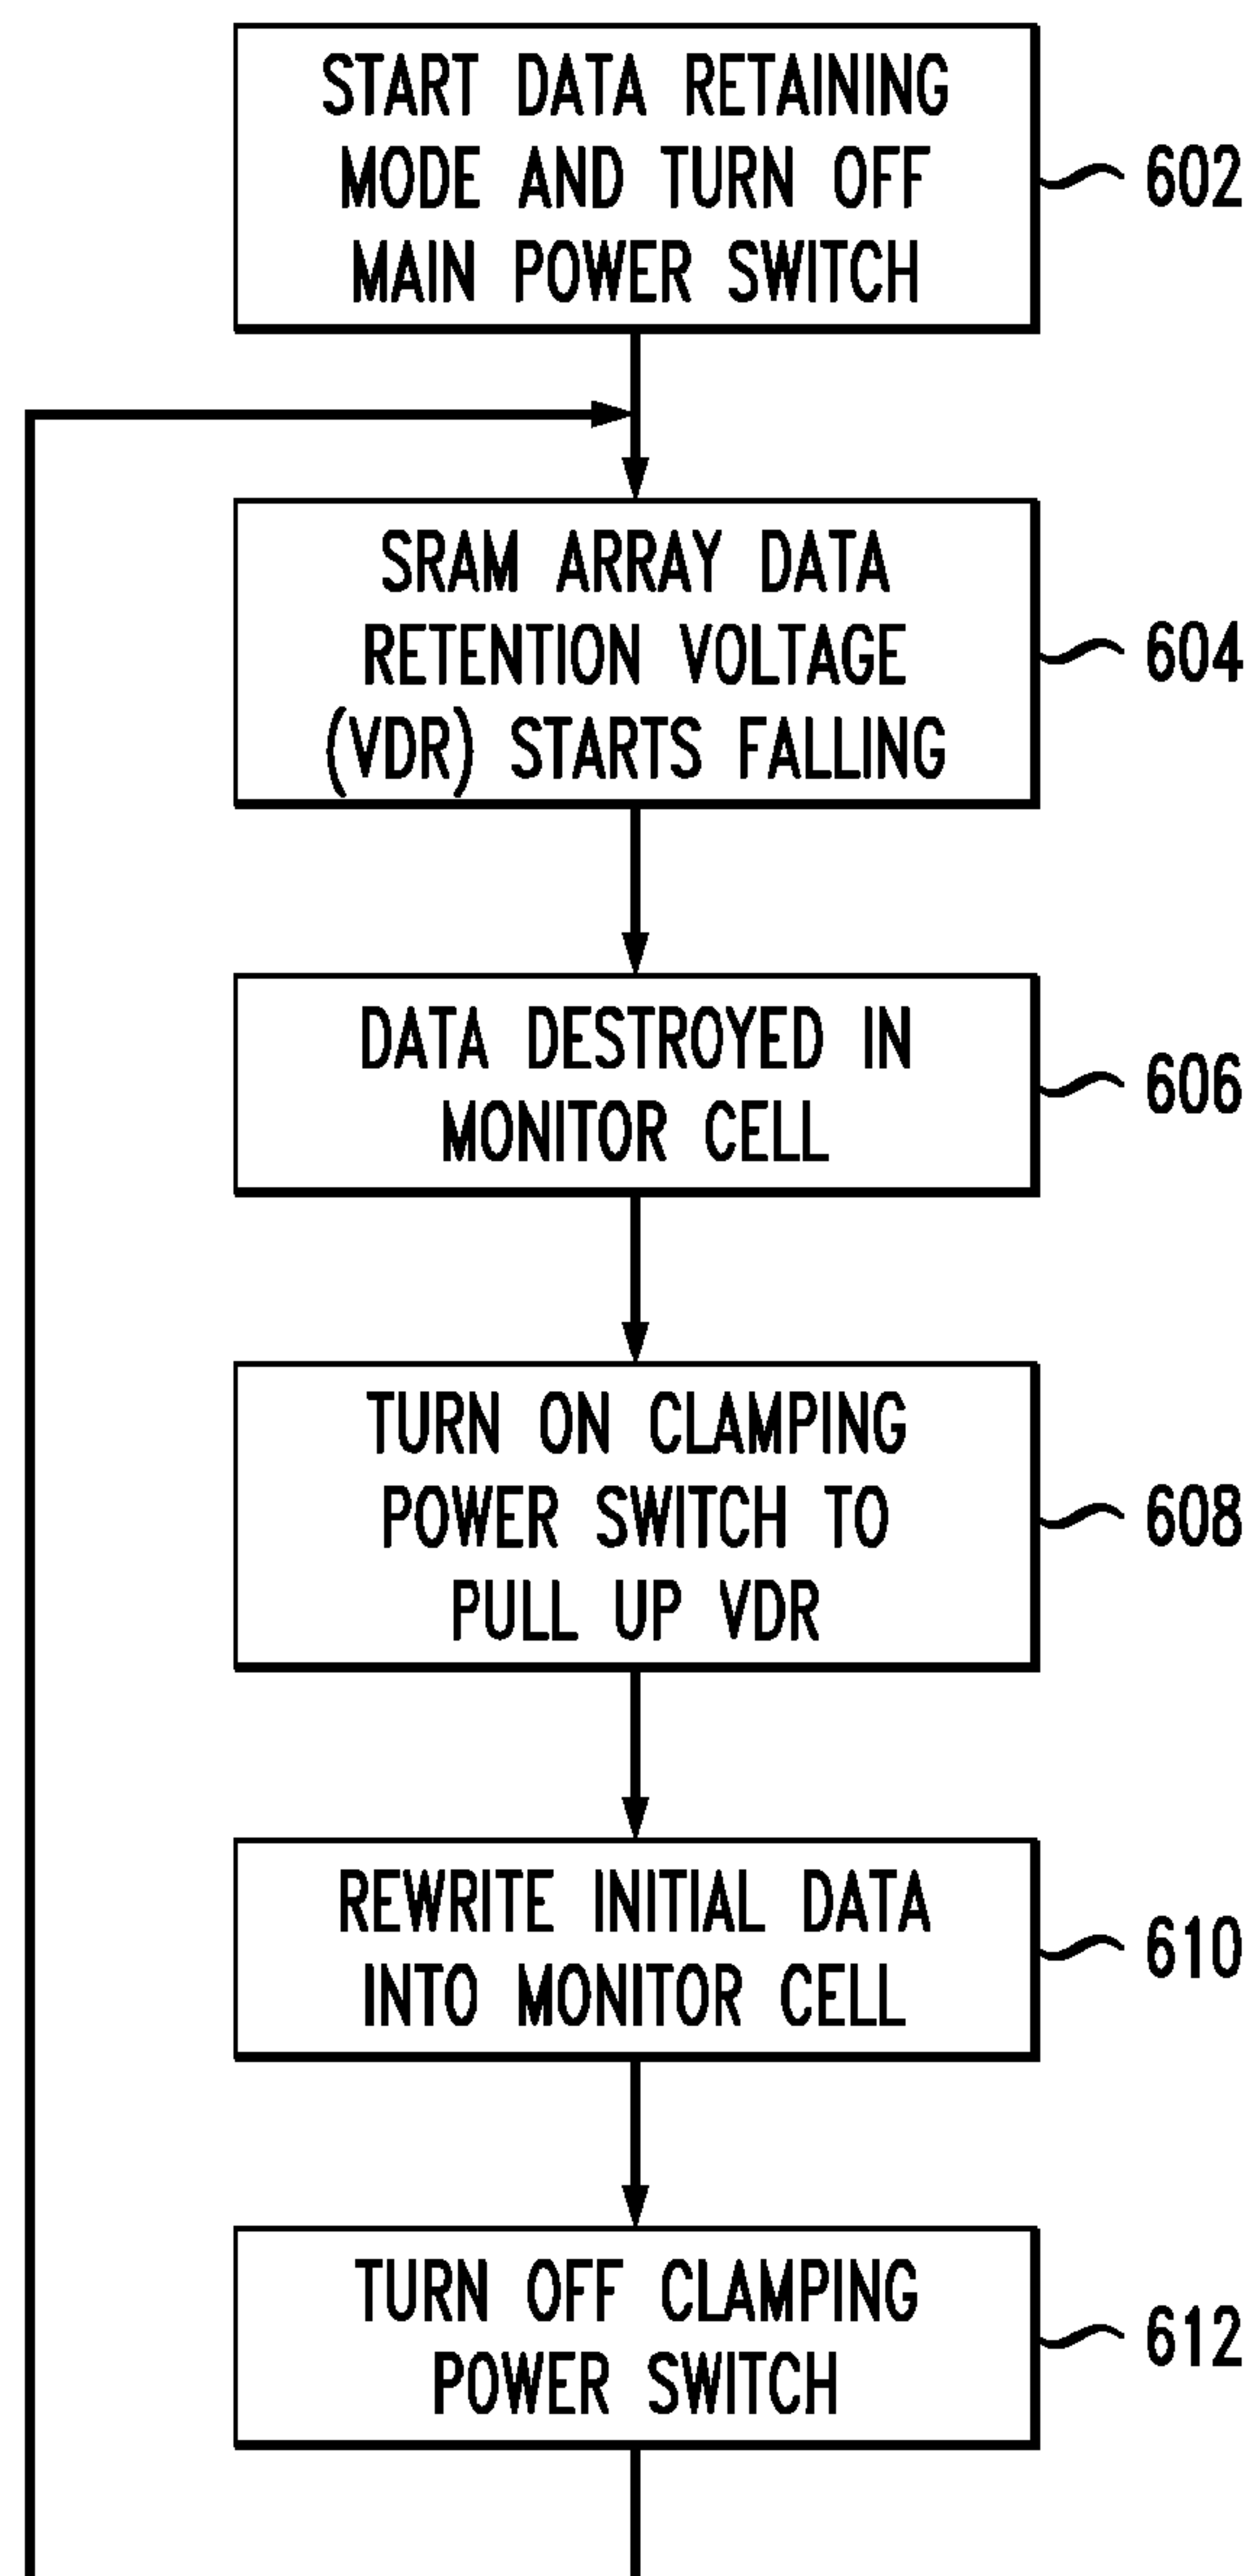 START DATA RETAINING
MODE AND TURN OFF
MAIN POWER SWITCH
602
SRAM ARRAY DATA
RETENTION VOLTAGE
(VDR) STARTS FALLING
604
DATA DESTROYED IN
MONITOR CELL
606
TURN ON CLAMPING
POWER SWITCH TO
PULL UP VDR
608
REWRITE INITIAL DATA
INTO MONITOR CELL
610
TURN OFF CLAMPING
POWER SWITCH
612